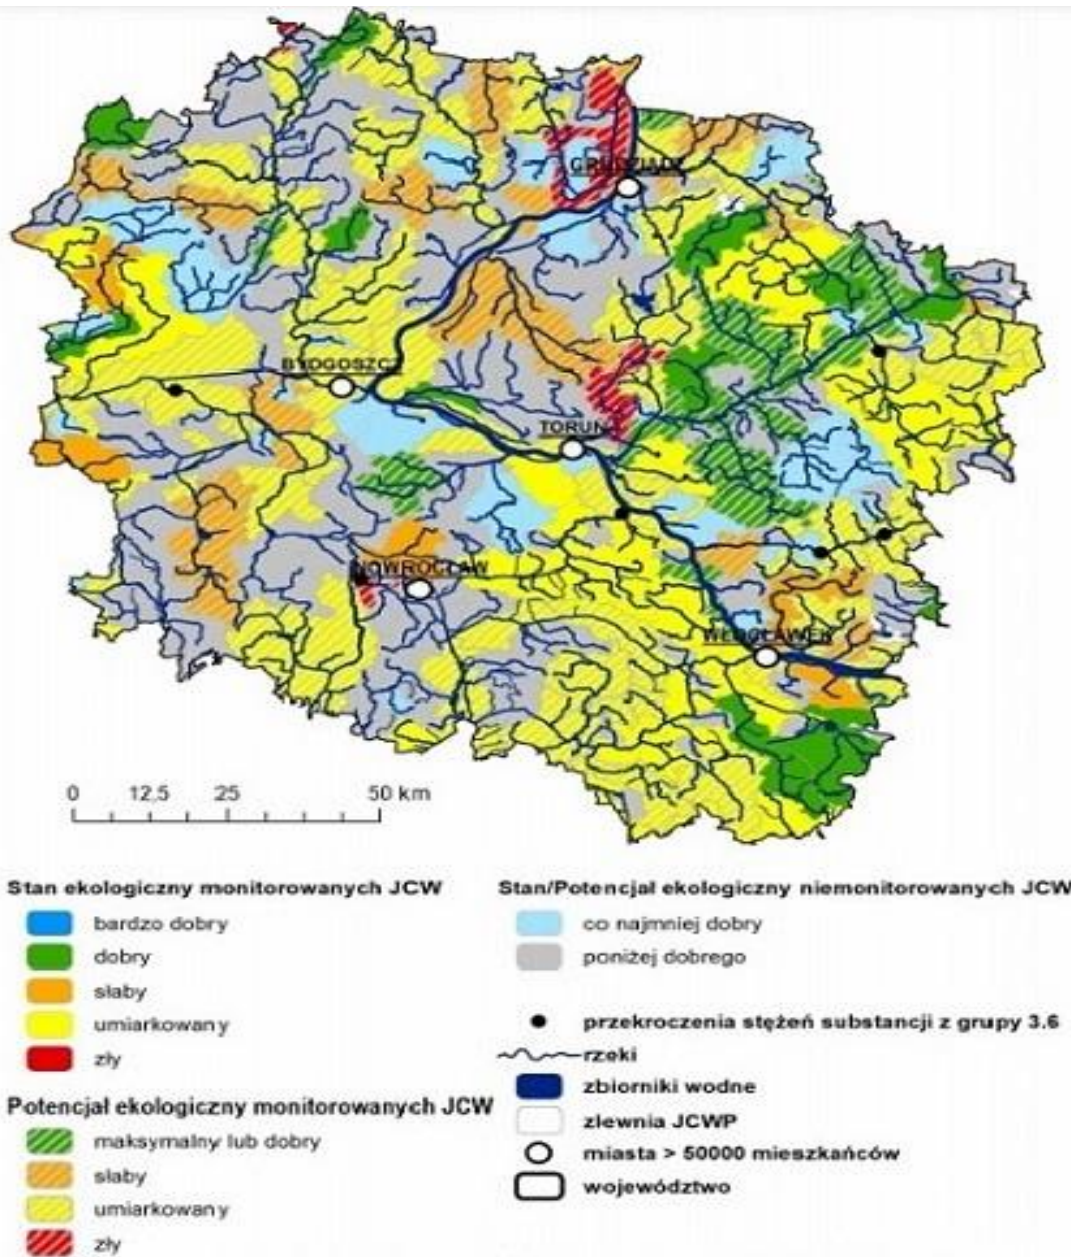 GRUDZIĄDZ
BYDGOSZCZ
TORUŃ
INOWROCŁAW
WŁOCŁAWEK
0 12,5 25 50 km
Stan ekologiczny monitorowanych JCW
bardzo dobry
dobry
słaby
umiarkowany
zły
Potencjał ekologiczny monitorowanych JCW
maksymalny lub dobry
słaby
umiarkowany
zły
Stan/Potencjał ekologiczny niemonitorowanych JCW
co najmniej dobry
poniżej dobrego
przekroczenia stężeń substancji z grupy 3.6
rzeki
zbiorniki wodne
zlewnia JCWP
miasta > 50000 mieszkańców
województwo